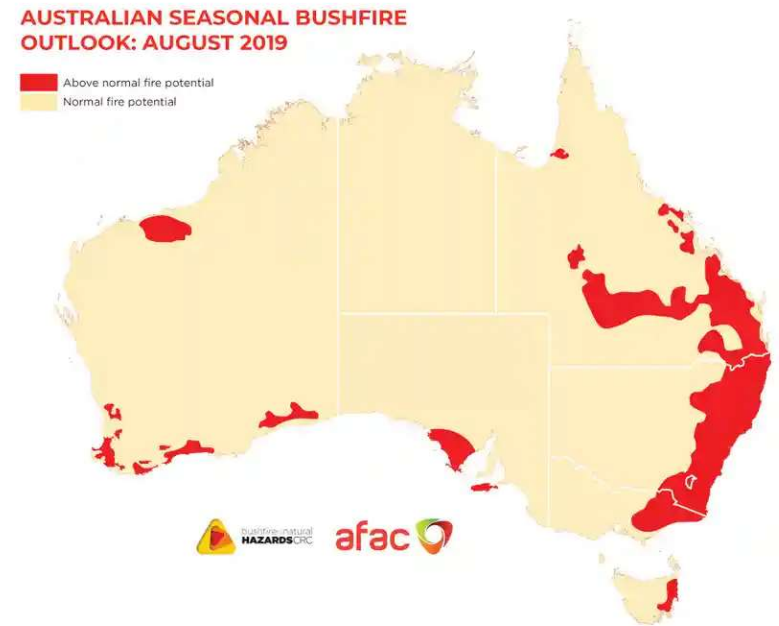 AUSTRALIAN SEASONAL BUSHFIRE
OUTLOOK: AUGUST 2019
Above normal fire potential
Normal fire potential
bushfire&natural
HAZARDSCRC
afac